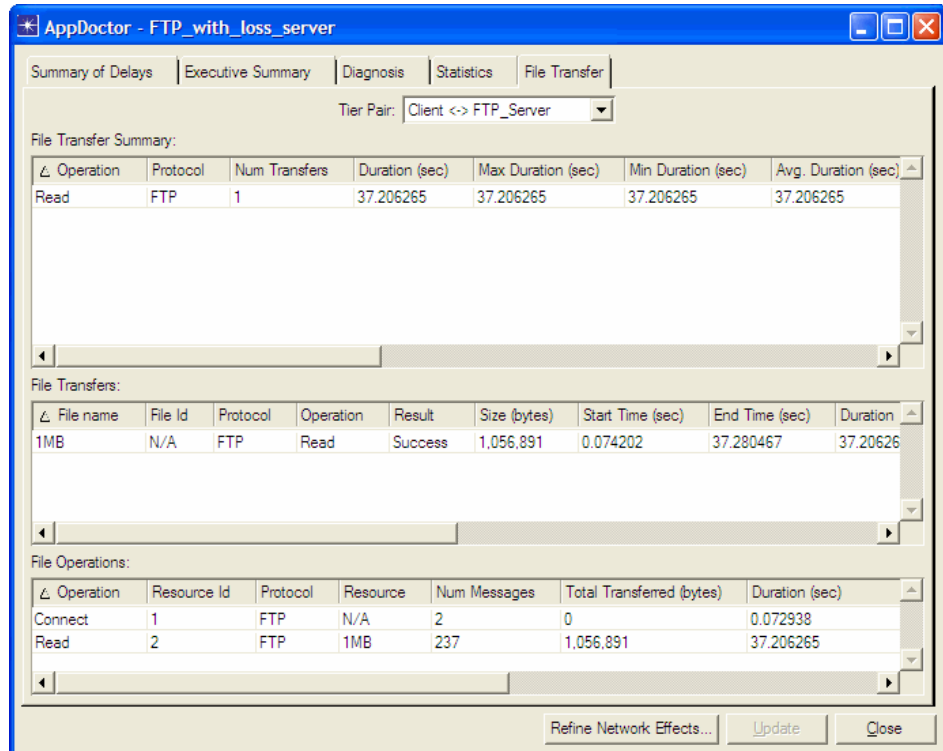 AppDoctor - FTP_with_loss_server
Summary of Delays Executive Summary Diagnosis Statistics File Transfer
Tier Pair: Client <-> FTP_Server
File Transfer Summary:
Operation Protocol Num Transfers Duration (sec) Max Duration (sec) Min Duration (sec) Avg. Duration (sec)
Read FTP 1 37.206265 37.206265 37.206265 37.206265
File Transfers:
File name File Id Protocol Operation Result Size (bytes) Start Time (sec) End Time (sec) Duration
1MB N/A FTP Read Success 1,056,891 0.074202 37.280467 37.20626
File Operations:
Operation Resource Id Protocol Resource Num Messages Total Transferred (bytes) Duration (sec)
Connect 1 FTP N/A 2 0 0.072938
Read 2 FTP 1MB 237 1,056,891 37.206265
Refine Network Effects... Update Close